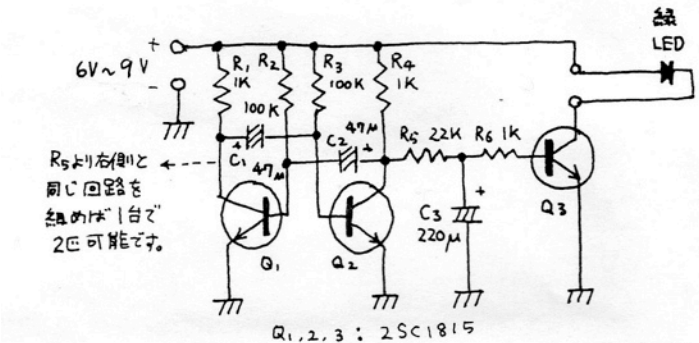 緑
LED
+
6V~9V
-
R1
1K
R2
100K
R3
100K
R4
1K
+
C1
47μ
C2
47μ
+
R5 22K
R6 1K
+
C3
220μ
Q1
Q2
Q3
R5より右側と
同じ回路を
組めば1台で
2匹可能です。
Q1,2,3 : 2SC1815